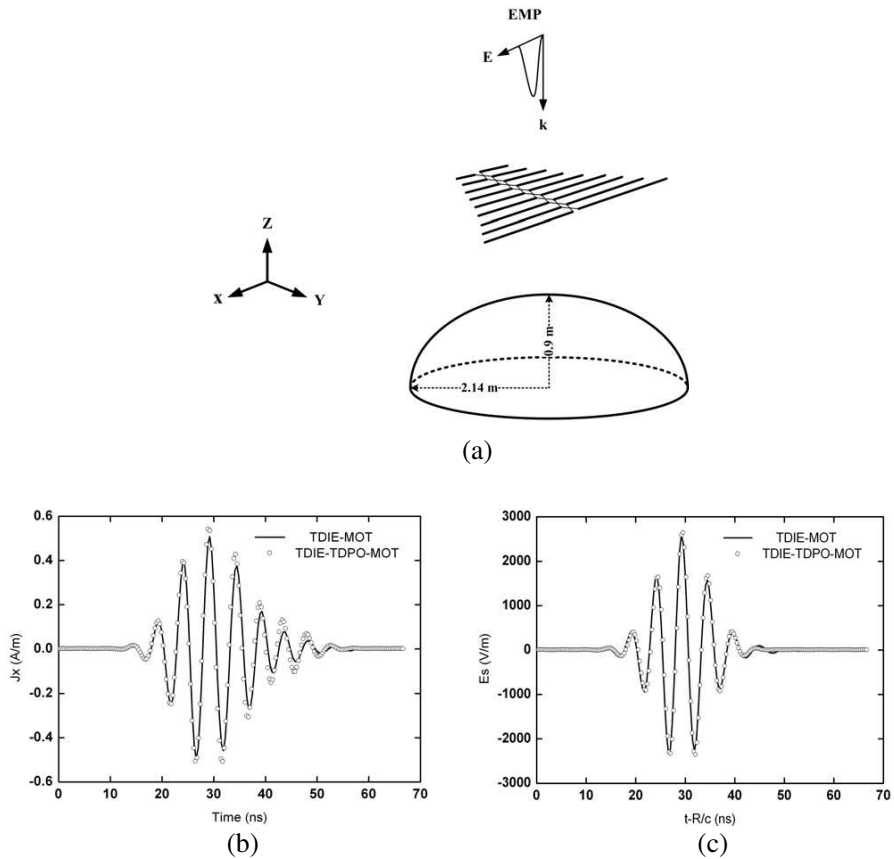 EMP
E
k
Z
X
Y
0.9 m
2.14 m
(a)
0.6
0.4
0.2
0.0
-0.2
-0.4
-0.6
Jx (A/m)
TDIE-MOT
TDIE-TDPO-MOT
0 10 20 30 40 50 60 70
Time (ns)
(b)
3000
2000
1000
0
-1000
-2000
-3000
Es (V/m)
TDIE-MOT
TDIE-TDPO-MOT
0 10 20 30 40 50 60 70
t-R/c (ns)
(c)